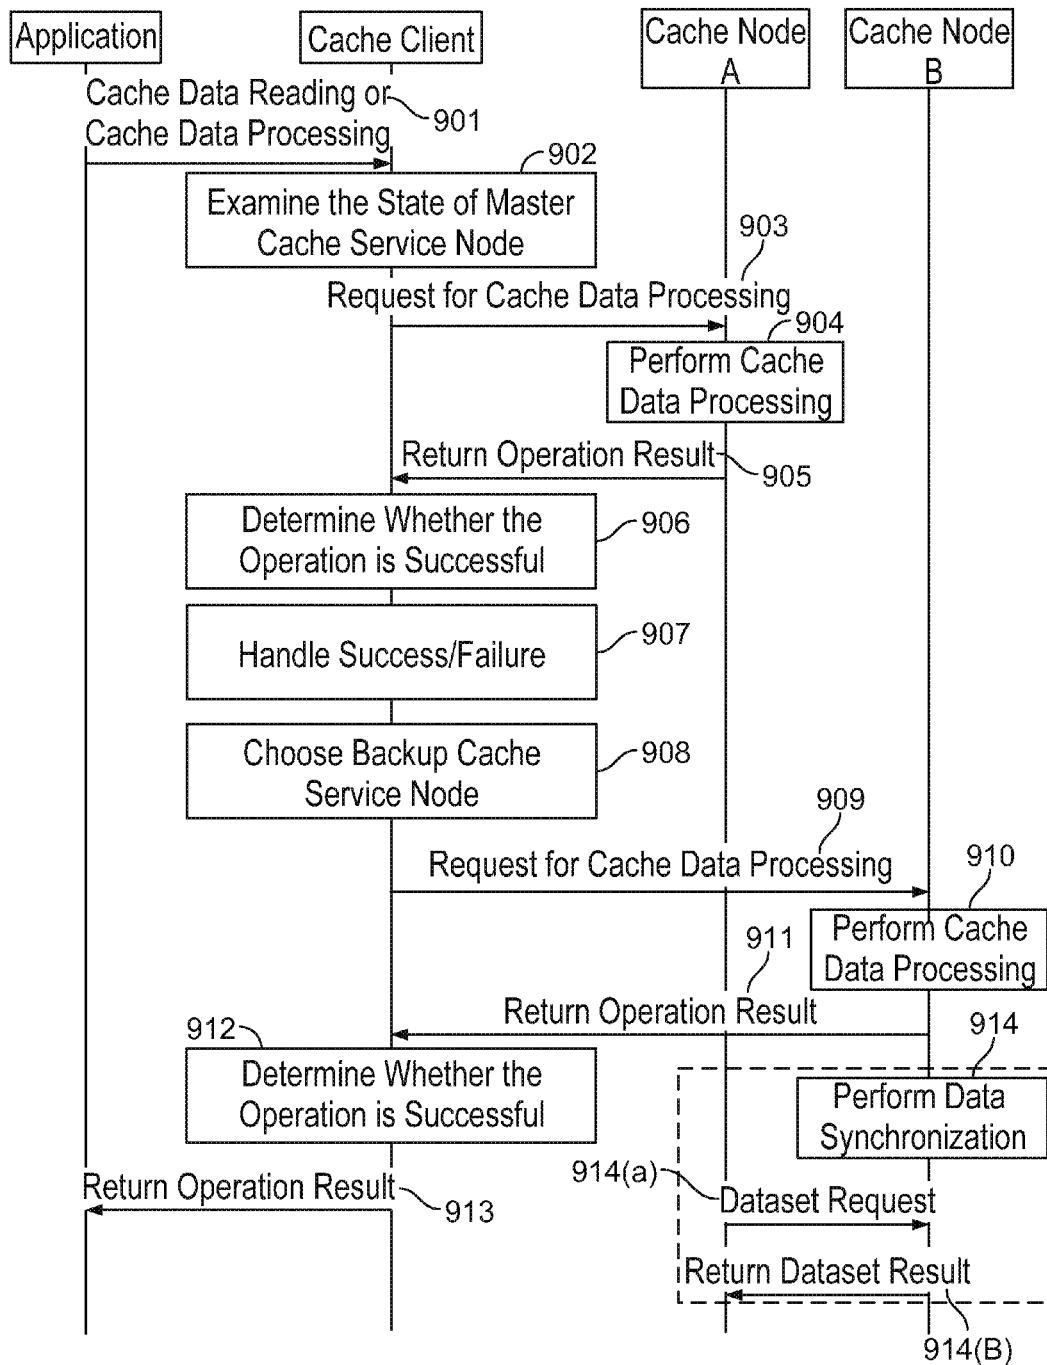 Application
Cache Client
Cache Node
A
Cache Node
B
Cache Data Reading or
Cache Data Processing
901
902
Examine the State of Master
Cache Service Node
903
Request for Cache Data Processing
904
Perform Cache
Data Processing
Return Operation Result
905
Determine Whether the
Operation is Successful
906
Handle Success/Failure
907
Choose Backup Cache
Service Node
908
909
Request for Cache Data Processing
910
Perform Cache
Data Processing
911
Return Operation Result
912
Determine Whether the
Operation is Successful
914
Perform Data
Synchronization
914(a)
Dataset Request
Return Operation Result
913
Return Dataset Result
914(B)